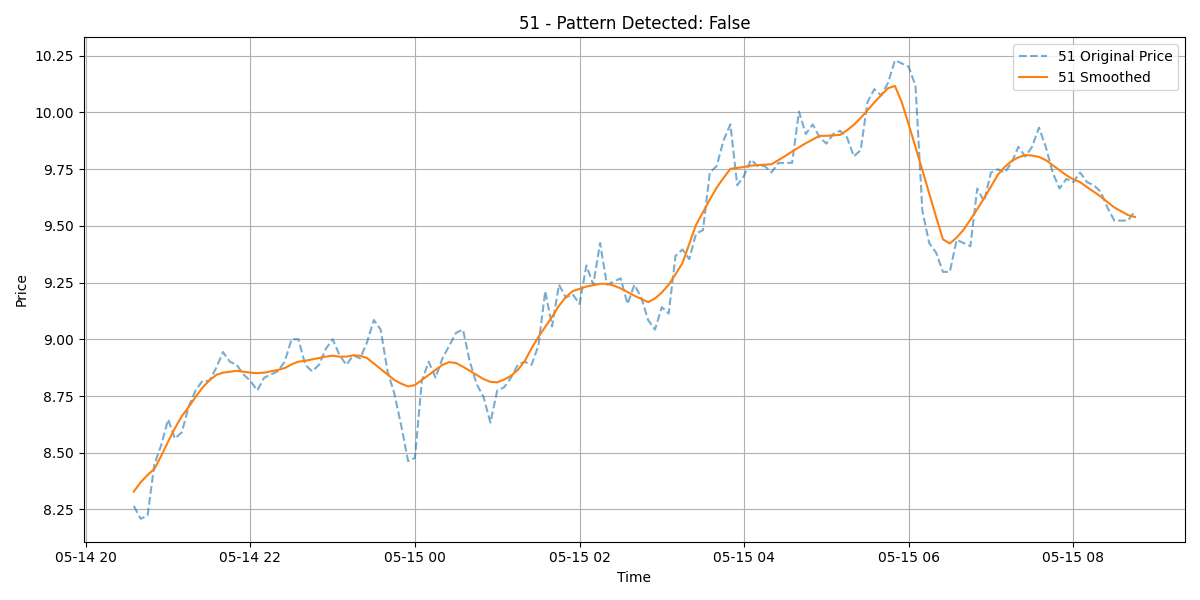 51 - Pattern Detected: False
51 Original Price
51 Smoothed
Price
10.25
10.00
9.75
9.50
9.25
9.00
8.75
8.50
8.25
05-14 20 05-14 22 05-15 00 05-15 02 05-15 04 05-15 06 05-15 08
Time